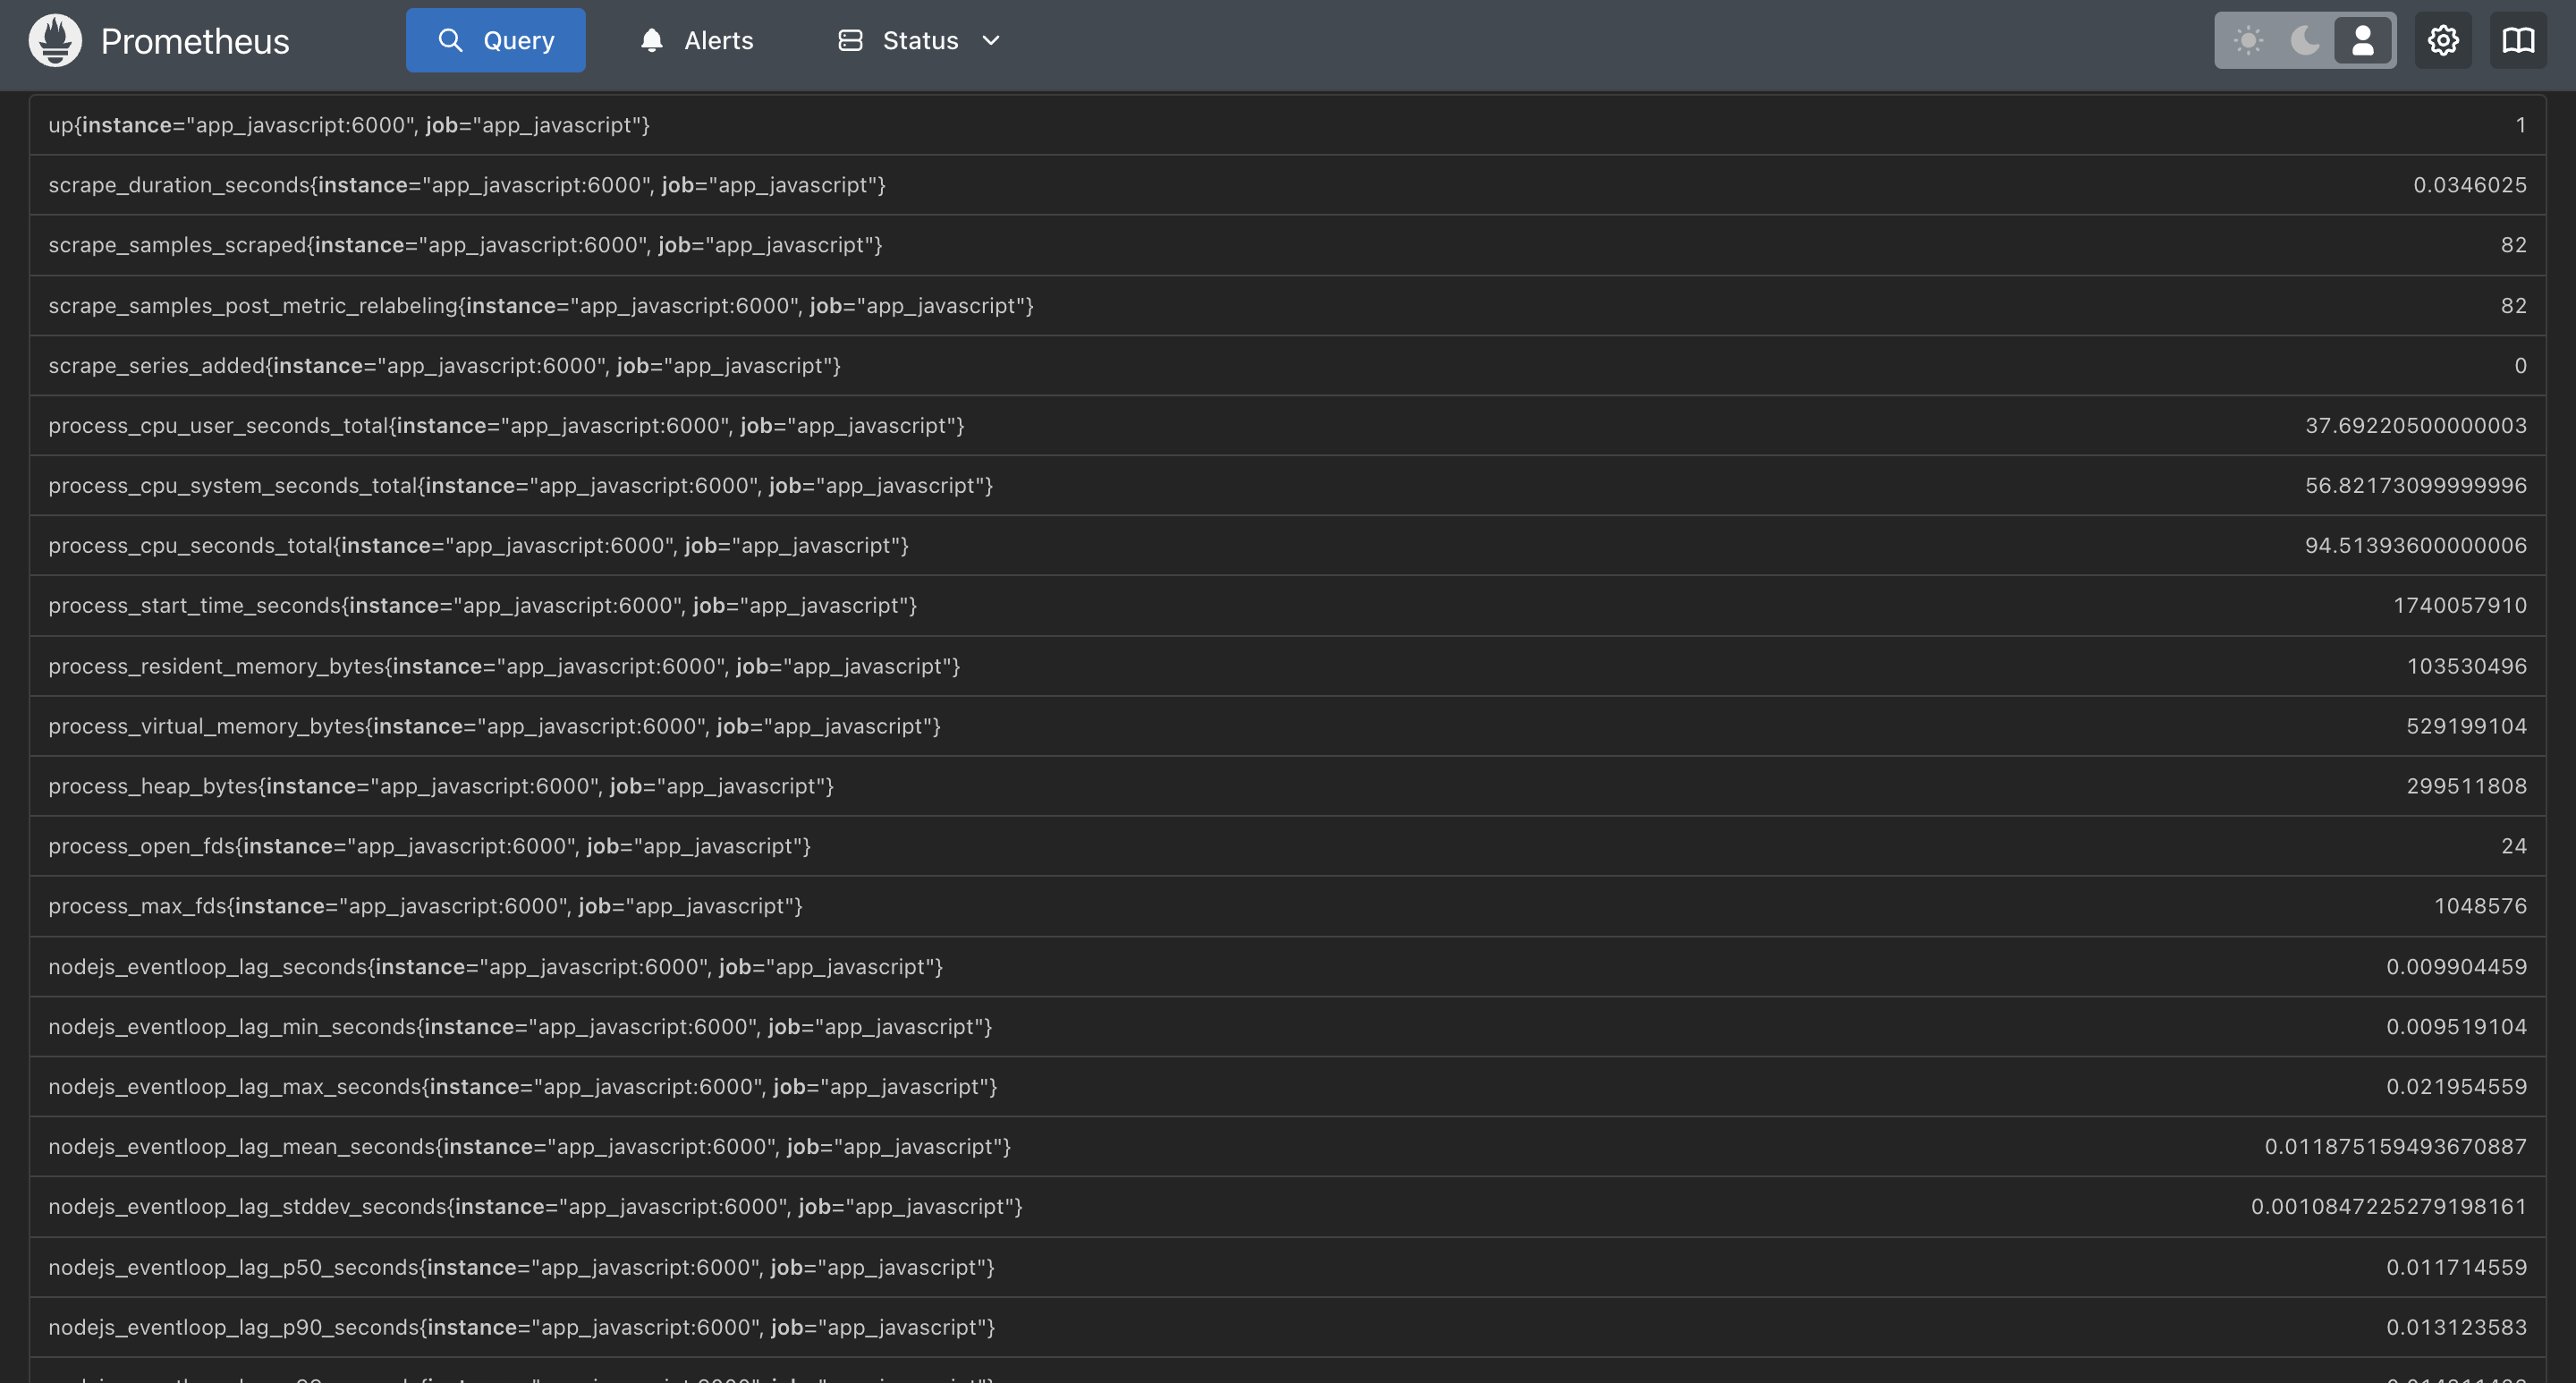 Prometheus Query Alerts Status
up{instance="app_javascript:6000", job="app_javascript"} 1
scrape_duration_seconds{instance="app_javascript:6000", job="app_javascript"} 0.0346025
scrape_samples_scraped{instance="app_javascript:6000", job="app_javascript"} 82
scrape_samples_post_metric_relabeling{instance="app_javascript:6000", job="app_javascript"} 82
scrape_series_added{instance="app_javascript:6000", job="app_javascript"} 0
process_cpu_user_seconds_total{instance="app_javascript:6000", job="app_javascript"} 37.69220500000003
process_cpu_system_seconds_total{instance="app_javascript:6000", job="app_javascript"} 56.82173099999996
process_cpu_seconds_total{instance="app_javascript:6000", job="app_javascript"} 94.51393600000006
process_start_time_seconds{instance="app_javascript:6000", job="app_javascript"} 1740057910
process_resident_memory_bytes{instance="app_javascript:6000", job="app_javascript"} 103530496
process_virtual_memory_bytes{instance="app_javascript:6000", job="app_javascript"} 529199104
process_heap_bytes{instance="app_javascript:6000", job="app_javascript"} 299511808
process_open_fds{instance="app_javascript:6000", job="app_javascript"} 24
process_max_fds{instance="app_javascript:6000", job="app_javascript"} 1048576
nodejs_eventloop_lag_seconds{instance="app_javascript:6000", job="app_javascript"} 0.009904459
nodejs_eventloop_lag_min_seconds{instance="app_javascript:6000", job="app_javascript"} 0.009519104
nodejs_eventloop_lag_max_seconds{instance="app_javascript:6000", job="app_javascript"} 0.021954559
nodejs_eventloop_lag_mean_seconds{instance="app_javascript:6000", job="app_javascript"} 0.011875159493670887
nodejs_eventloop_lag_stddev_seconds{instance="app_javascript:6000", job="app_javascript"} 0.0010847225279198161
nodejs_eventloop_lag_p50_seconds{instance="app_javascript:6000", job="app_javascript"} 0.011714559
nodejs_eventloop_lag_p90_seconds{instance="app_javascript:6000", job="app_javascript"} 0.013123583